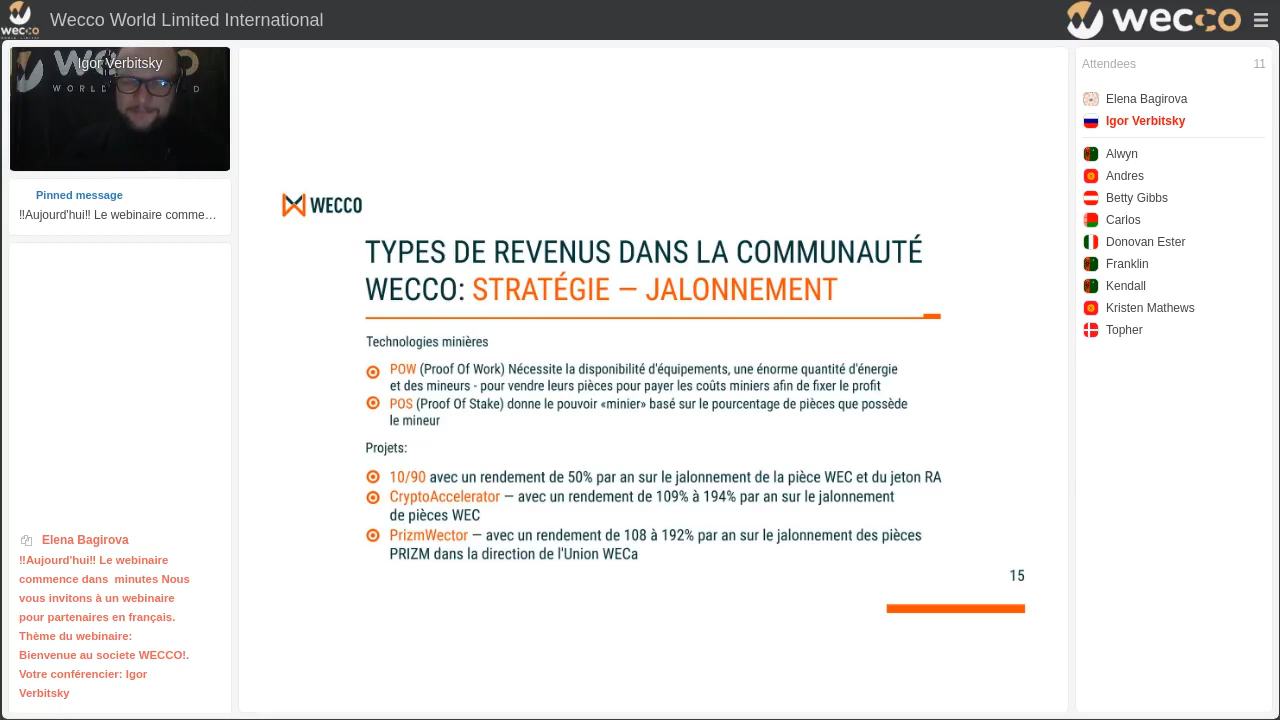 wecco
WORLD LIMITED
Wecco World Limited International
wecco
Igor Verbitsky
Pinned message
‼Aujourd'hui‼ Le webinaire comme…
Elena Bagirova
‼Aujourd'hui‼ Le webinaire
commence dans  minutes Nous
vous invitons à un webinaire
pour partenaires en français.
Thème du webinaire:
Bienvenue au societe WECCO!.
Votre conférencier: Igor
Verbitsky
WECCO
TYPES DE REVENUS DANS LA COMMUNAUTÉ
WECCO: STRATÉGIE — JALONNEMENT
Technologies minières
POW (Proof Of Work) Nécessite la disponibilité d'équipements, une énorme quantité d'énergie
et des mineurs - pour vendre leurs pièces pour payer les coûts miniers afin de fixer le profit
POS (Proof Of Stake) donne le pouvoir «minier» basé sur le pourcentage de pièces que possède
le mineur
Projets:
10/90 avec un rendement de 50% par an sur le jalonnement de la pièce WEC et du jeton RA
CryptoAccelerator — avec un rendement de 109% à 194% par an sur le jalonnement
de pièces WEC
PrizmWector — avec un rendement de 108 à 192% par an sur le jalonnement des pièces
PRIZM dans la direction de l'Union WECa
15
Attendees 11
Elena Bagirova
Igor Verbitsky
Alwyn
Andres
Betty Gibbs
Carlos
Donovan Ester
Franklin
Kendall
Kristen Mathews
Topher